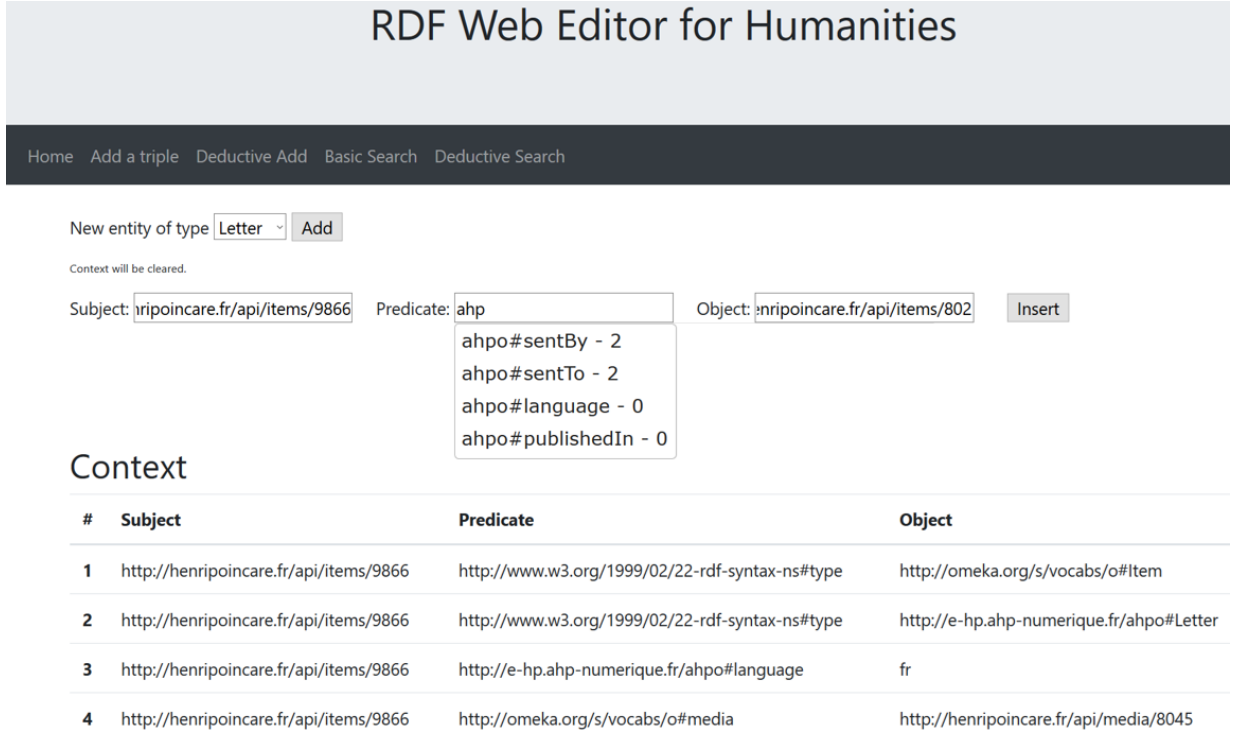 RDF Web Editor for Humanities
Home Add a triple Deductive Add Basic Search Deductive Search
New entity of type Letter Add
Context will be cleared.
Subject: ıripoincare.fr/api/items/9866 Predicate: ahp Object: enripoincare.fr/api/items/802 Insert
ahpo#sentBy - 2
ahpo#sentTo - 2
ahpo#language - 0
ahpo#publishedIn - 0
Context
# Subject Predicate Object
1 http://henripoincare.fr/api/items/9866 http://www.w3.org/1999/02/22-rdf-syntax-ns#type http://omeka.org/s/vocabs/o#Item
2 http://henripoincare.fr/api/items/9866 http://www.w3.org/1999/02/22-rdf-syntax-ns#type http://e-hp.ahp-numerique.fr/ahpo#Letter
3 http://henripoincare.fr/api/items/9866 http://e-hp.ahp-numerique.fr/ahpo#language fr
4 http://henripoincare.fr/api/items/9866 http://omeka.org/s/vocabs/o#media http://henripoincare.fr/api/media/8045